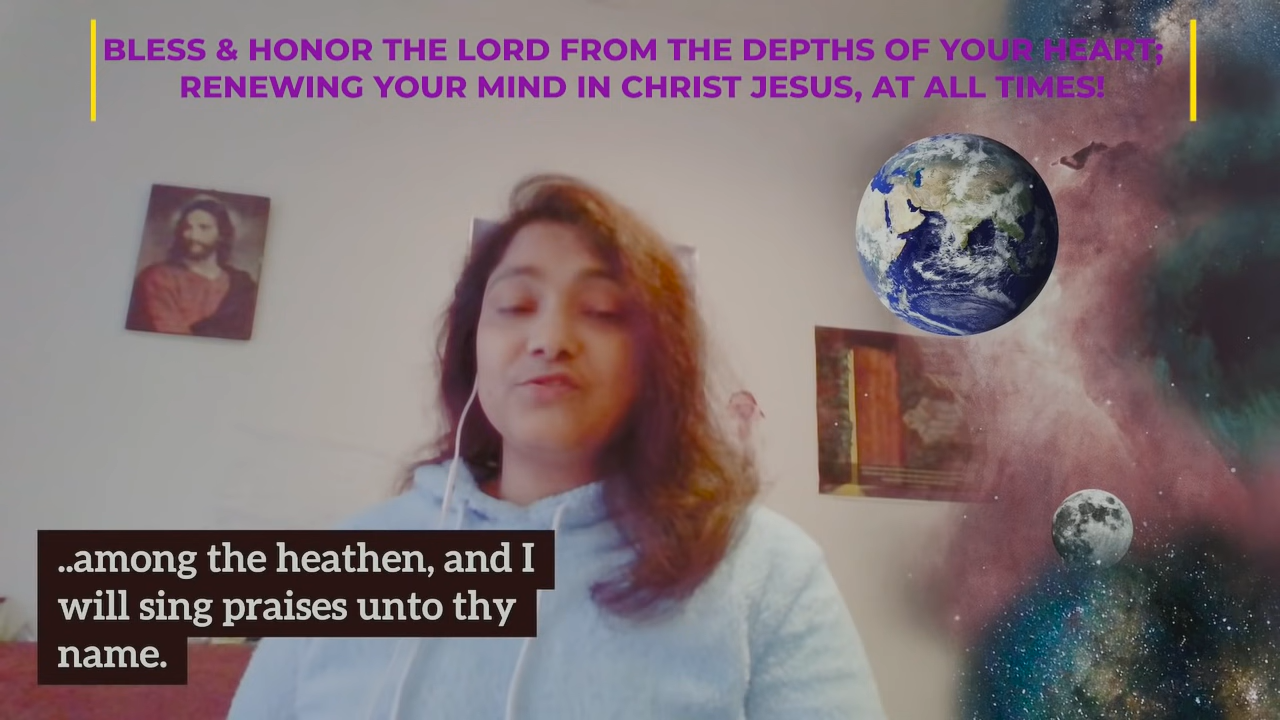 BLESS & HONOR THE LORD FROM THE DEPTHS OF YOUR HEART;
RENEWING YOUR MIND IN CHRIST JESUS, AT ALL TIMES!
..among the heathen, and I
will sing praises unto thy
name.